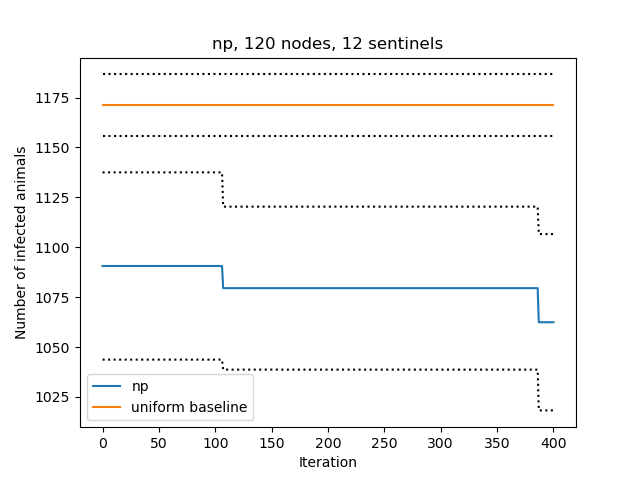 np, 120 nodes, 12 sentinels
Number of infected animals
1175
1150
1125
1100
1075
1050
1025
np
uniform baseline
0 50 100 150 200 250 300 350 400
Iteration